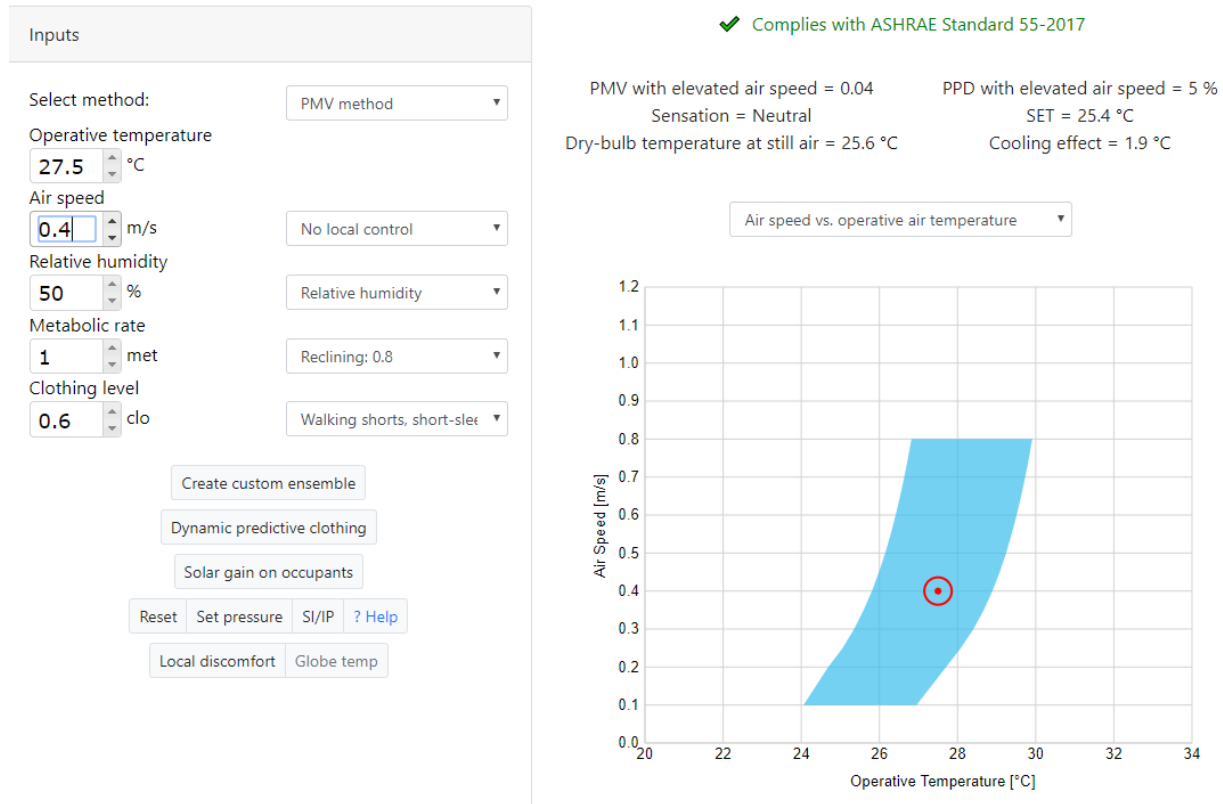 Inputs
Select method:
PMV method
Operative temperature
27.5 °C
Air speed
0.4 m/s
No local control
Relative humidity
50 %
Relative humidity
Metabolic rate
1 met
Reclining: 0.8
Clothing level
0.6 clo
Walking shorts, short-slee
Create custom ensemble
Dynamic predictive clothing
Solar gain on occupants
Reset Set pressure SI/IP ? Help
Local discomfort Globe temp
Complies with ASHRAE Standard 55-2017
PMV with elevated air speed = 0.04
Sensation = Neutral
Dry-bulb temperature at still air = 25.6 °C
PPD with elevated air speed = 5 %
SET = 25.4 °C
Cooling effect = 1.9 °C
Air speed vs. operative air temperature
1.2
1.1
1.0
0.9
0.8
0.7
0.6
0.5
0.4
0.3
0.2
0.1
0.0
Air Speed [m/s]
20 22 24 26 28 30 32 34
Operative Temperature [°C]